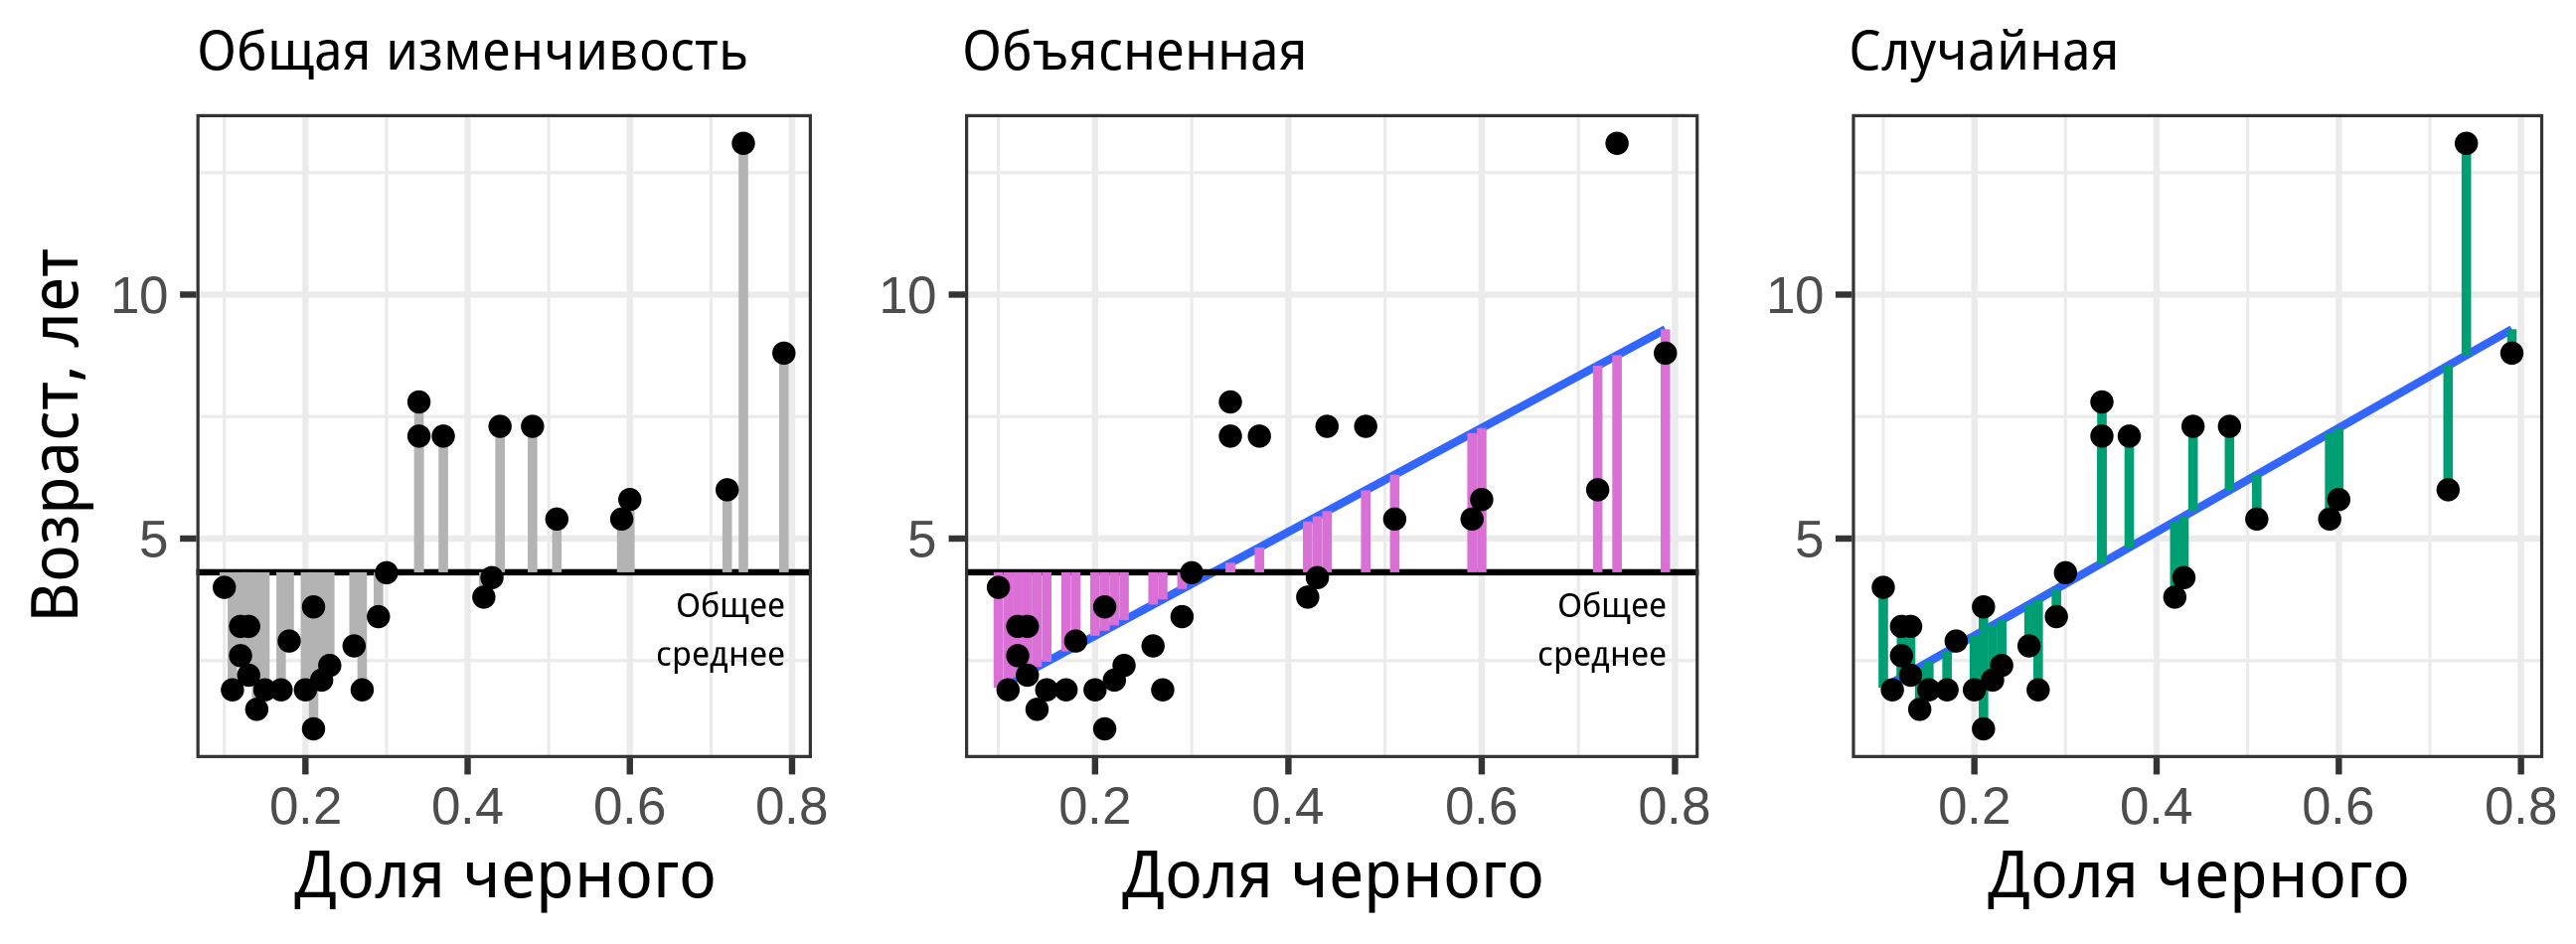 Общая изменчивость
Объясненная
Случайная
Возраст, лет
10
5
Общее
среднее
0.2 0.4 0.6 0.8
Доля черного
10
5
Общее
среднее
0.2 0.4 0.6 0.8
Доля черного
10
5
0.2 0.4 0.6 0.8
Доля черного